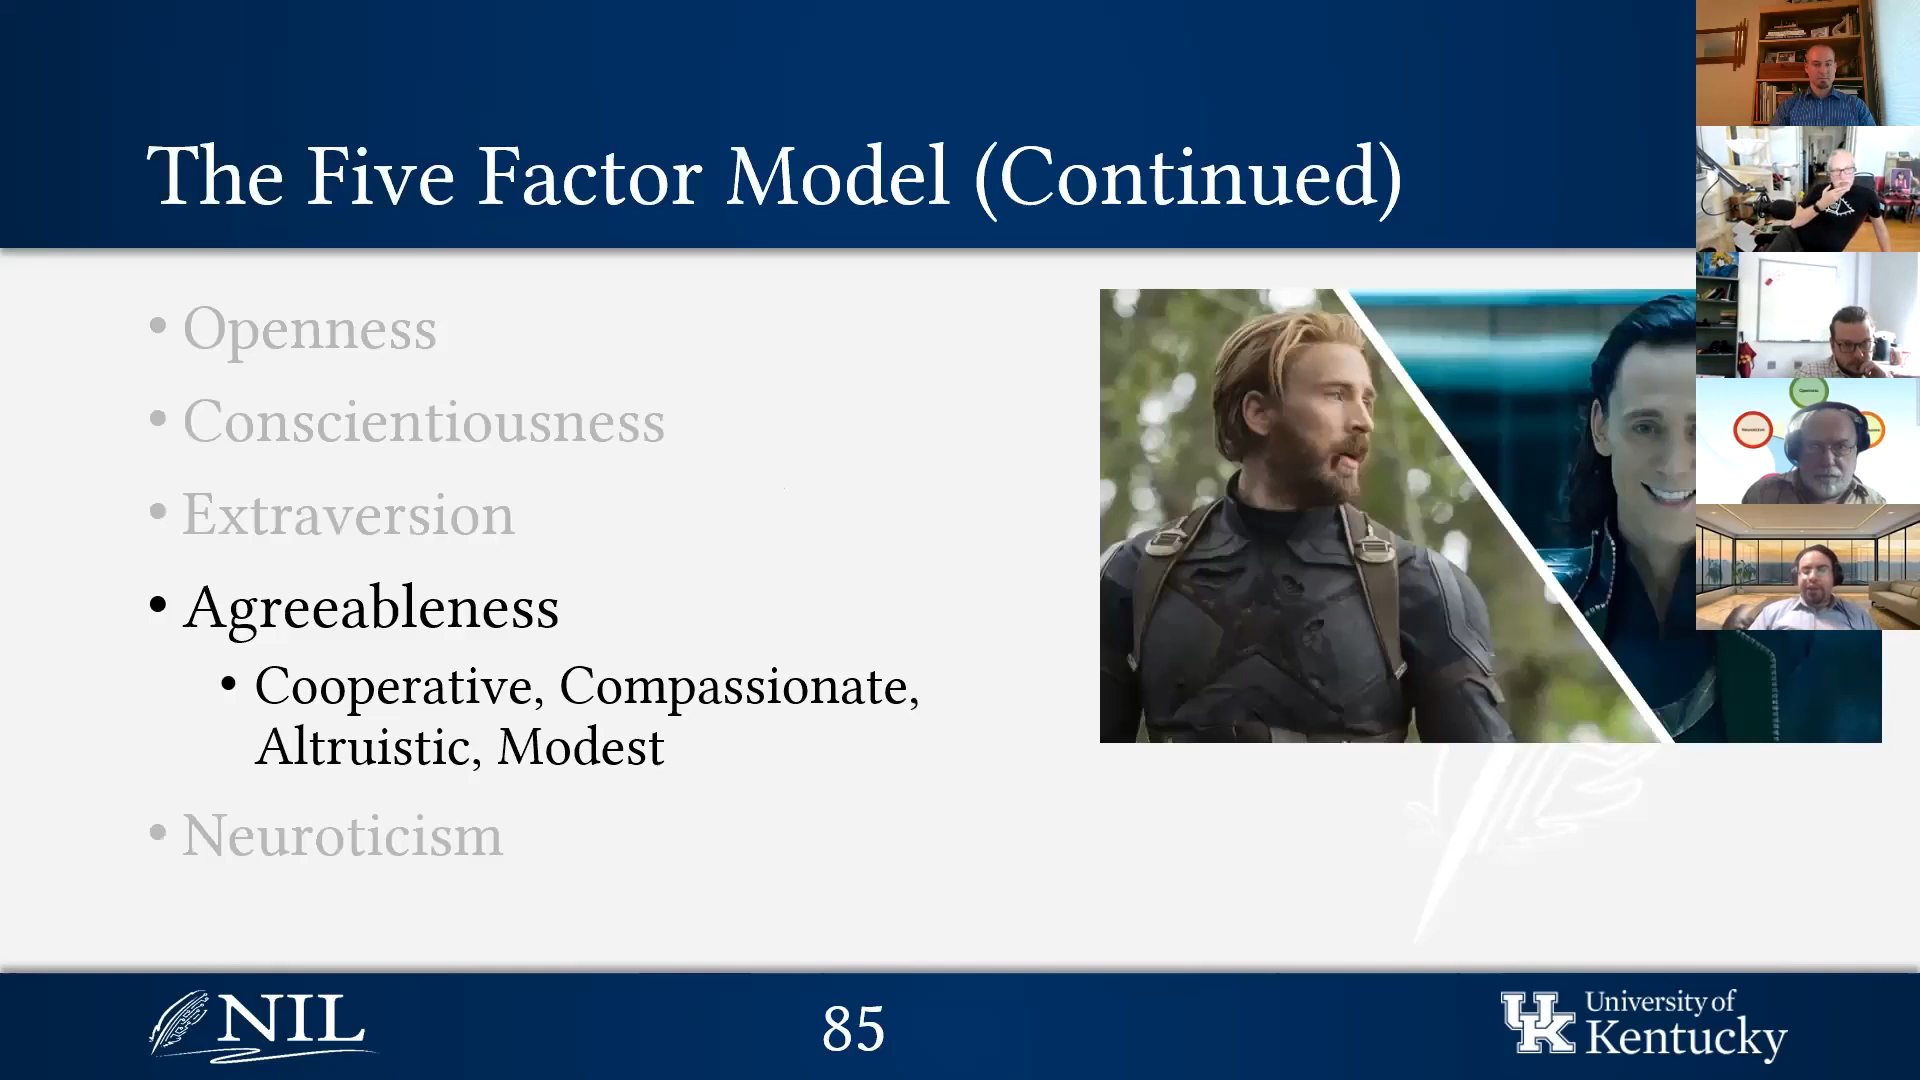 The Five Factor Model (Continued)
• Openness
• Conscientiousness
• Extraversion
• Agreeableness
• Cooperative, Compassionate,
Altruistic, Modest
• Neuroticism
NIL
85
UK
University of
Kentucky